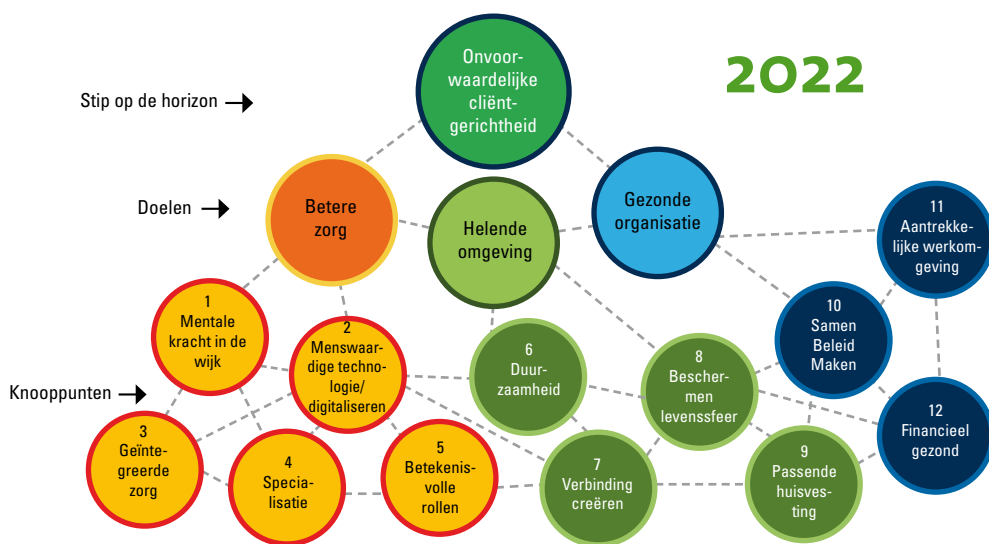 2022
Stip op de horizon
Onvoor-
waardelijke
cliënt-
gerichtheid
Doelen
Betere
zorg
Helende
omgeving
Gezonde
organisatie
Knooppunten
1
Mentale
kracht in de
wijk
2
Menswaar-
dige techno-
logie/
digitaliseren
3
Geïnte-
greerde
zorg
4
Specia-
lisatie
5
Betekenis-
volle
rollen
6
Duur-
zaamheid
7
Verbinding
creëren
8
Bescher-
men
levenssfeer
9
Passende
huisves-
ting
10
Samen
Beleid
Maken
11
Aantrekke-
lijke werkom-
geving
12
Financieel
gezond